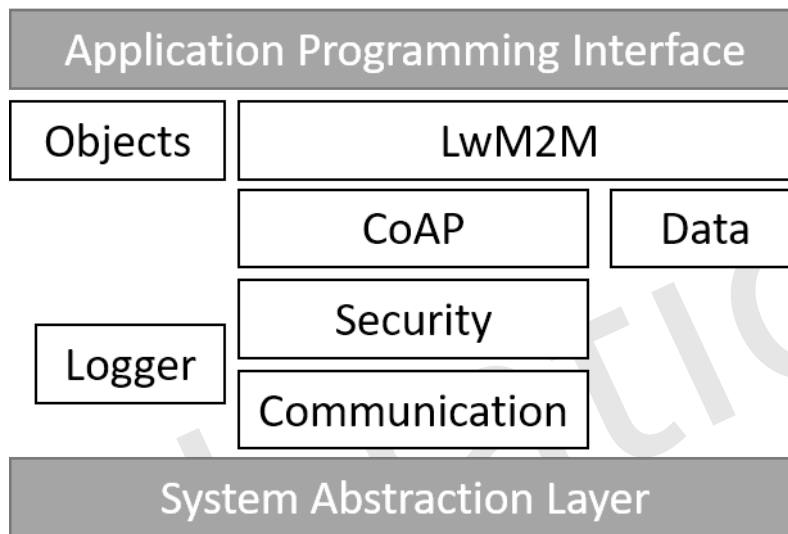 Application Programming Interface
Objects
LwM2M
CoAP
Data
Security
Logger
Communication
System Abstraction Layer